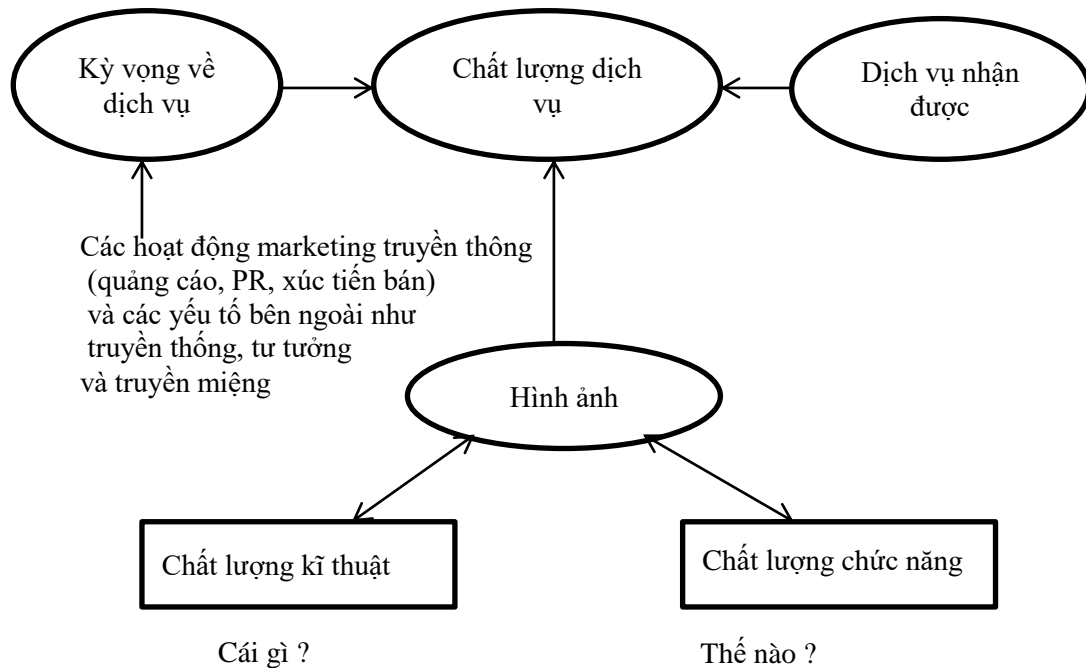 Kỳ vọng về
dịch vụ
Chất lượng dịch
vụ
Dịch vụ nhận
được
Các hoạt động marketing truyền thông
(quảng cáo, PR, xúc tiến bán)
và các yếu tố bên ngoài như
truyền thống, tư tưởng
và truyền miệng
Hình ảnh
Chất lượng kĩ thuật
Chất lượng chức năng
Cái gì ?
Thế nào ?